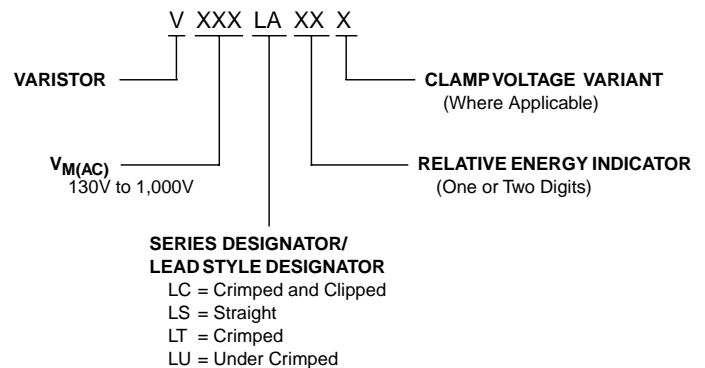 V XXX LA XX X
VARISTOR
CLAMP VOLTAGE VARIANT
(Where Applicable)
VM(AC)
130V to 1,000V
RELATIVE ENERGY INDICATOR
(One or Two Digits)
SERIES DESIGNATOR/
LEAD STYLE DESIGNATOR
LC = Crimped and Clipped
LS = Straight
LT = Crimped
LU = Under Crimped